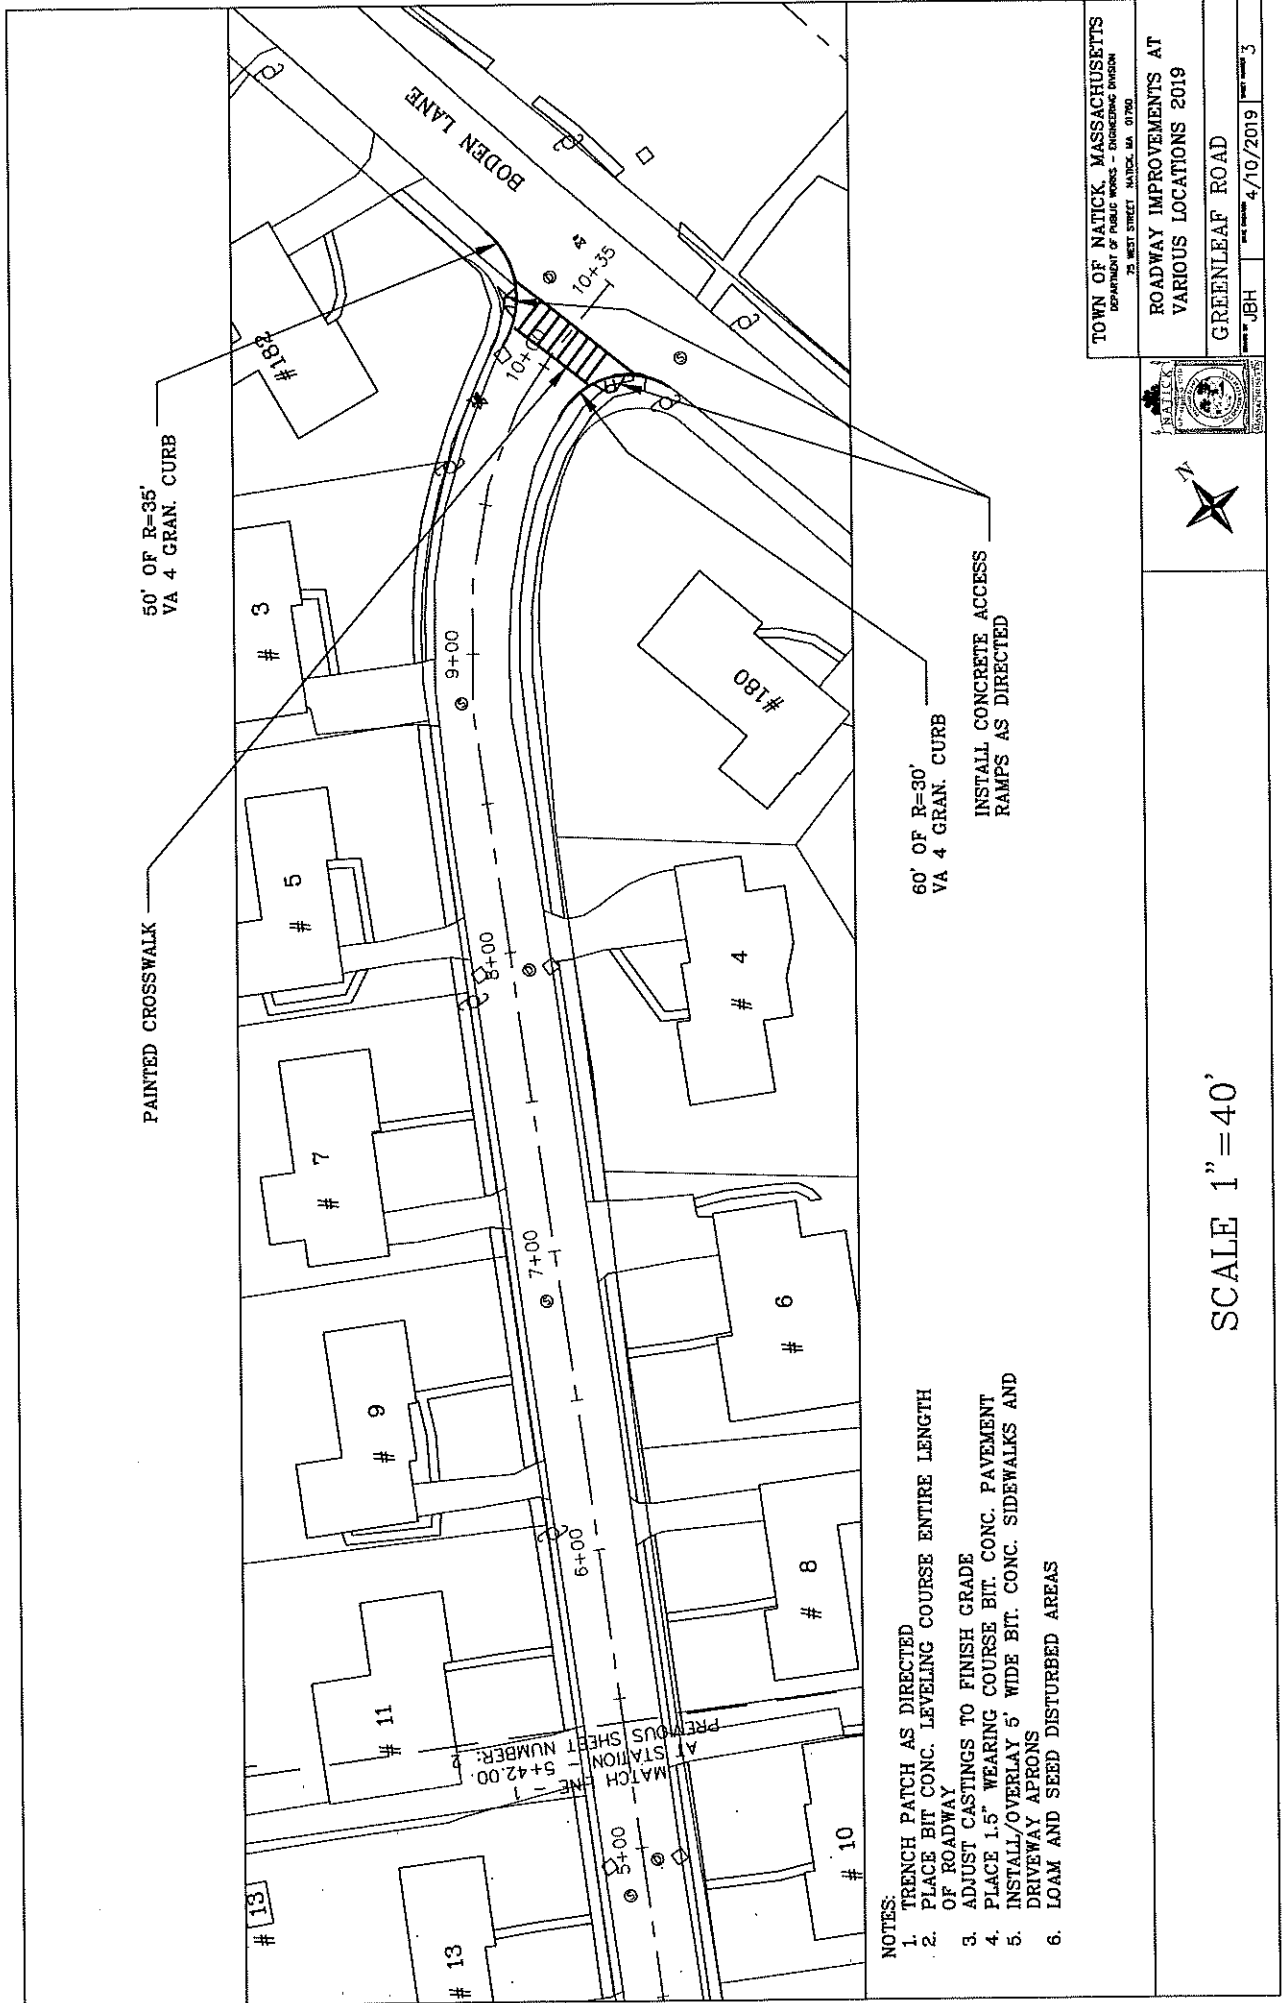 PAINTED CROSSWALK
50' OF R=35'
VA 4 GRAN. CURB
# 13
# 13
# 11
# 9
# 7
# 5
# 3
#182
BODEN LANE
5+00
6+00
7+00
8+00
9+00
10+00
10+35
MATCH LINE - 1
AT STATION - 5+42.00
PREVIOUS SHEET NUMBER: 2
# 10
# 8
# 6
# 4
#180
60' OF R=30'
VA 4 GRAN. CURB
INSTALL CONCRETE ACCESS
RAMPS AS DIRECTED
NOTES:
1. TRENCH PATCH AS DIRECTED
2. PLACE BIT CONC. LEVELING COURSE ENTIRE LENGTH
OF ROADWAY
3. ADJUST CASTINGS TO FINISH GRADE
4. PLACE 1.5" WEARING COURSE BIT. CONC. PAVEMENT
5. INSTALL/OVERLAY 5' WIDE BIT. CONC. SIDEWALKS AND
DRIVEWAY APRONS
6. LOAM AND SEED DISTURBED AREAS
SCALE 1"=40'
N
NATICK
MASSACHUSETTS
TOWN OF NATICK, MASSACHUSETTS
DEPARTMENT OF PUBLIC WORKS - ENGINEERING DIVISION
75 WEST STREET NATICK, MA 01760
ROADWAY IMPROVEMENTS AT
VARIOUS LOCATIONS 2019
GREENLEAF ROAD
JBH
4/10/2019
3